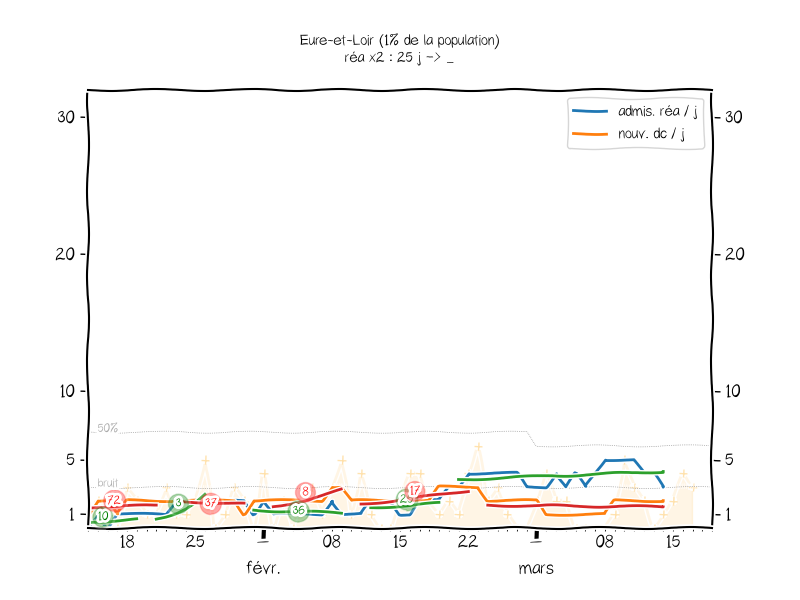 Eure-et-Loir (1% de la population)
réa x2 : 25 j -> _
admis. réa / j
nouv. dc / j
30 30
20 20
10 10
50%
5 5
bruit
72 3 37 8 17
10 36
1 1
18 25 1 08 15 22 1 08 15
févr. mars